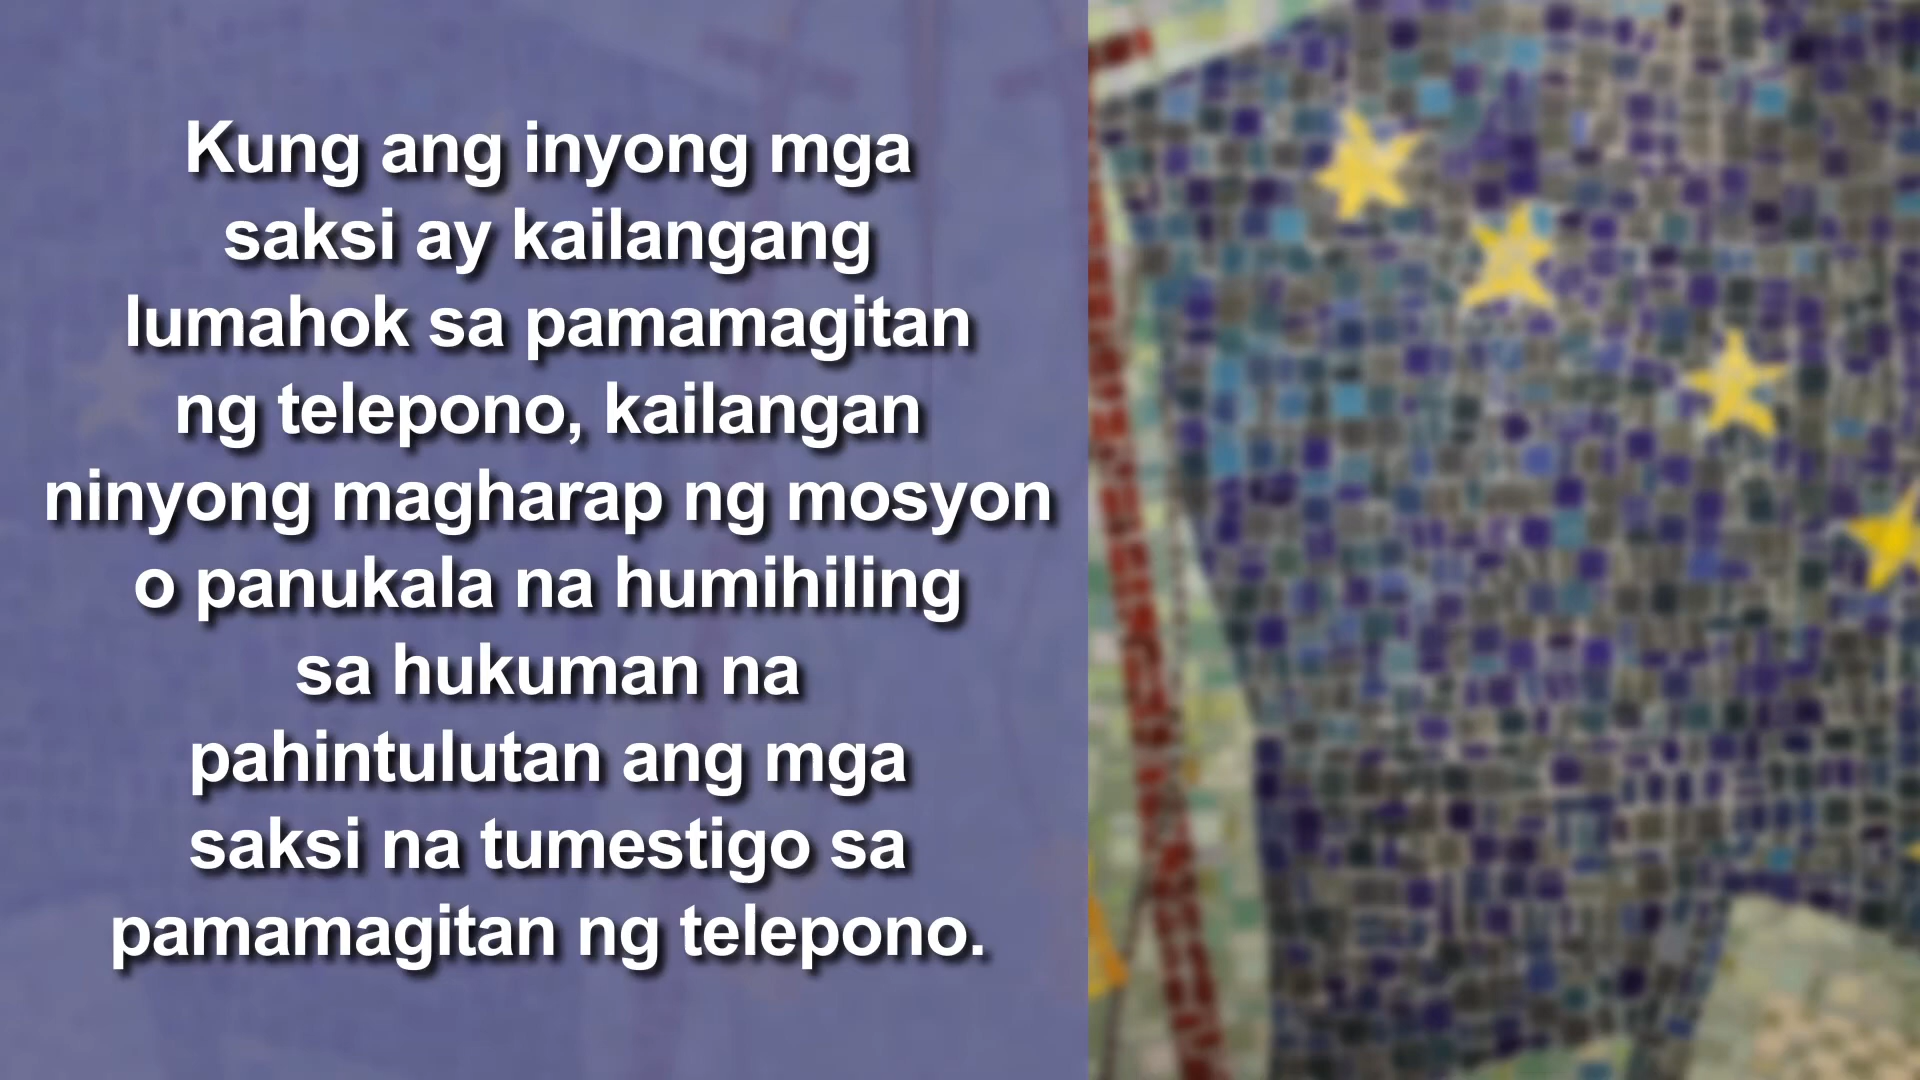 Kung ang inyong mga
saksi ay kailangang
lumahok sa pamamagitan
ng telepono, kailangan
ninyong magharap ng mosyon
o panukala na humihiling
sa hukuman na
pahintulutan ang mga
saksi na tumestigo sa
pamamagitan ng telepono.